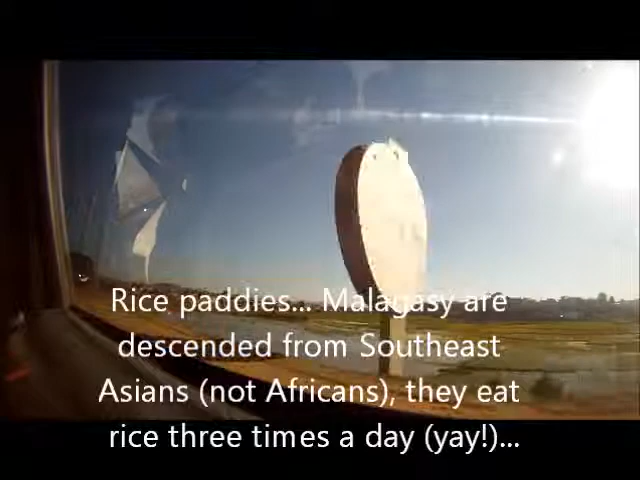 Rice paddies... Malagasy are
descended from Southeast
Asians (not Africans), they eat
rice three times a day (yay!)...